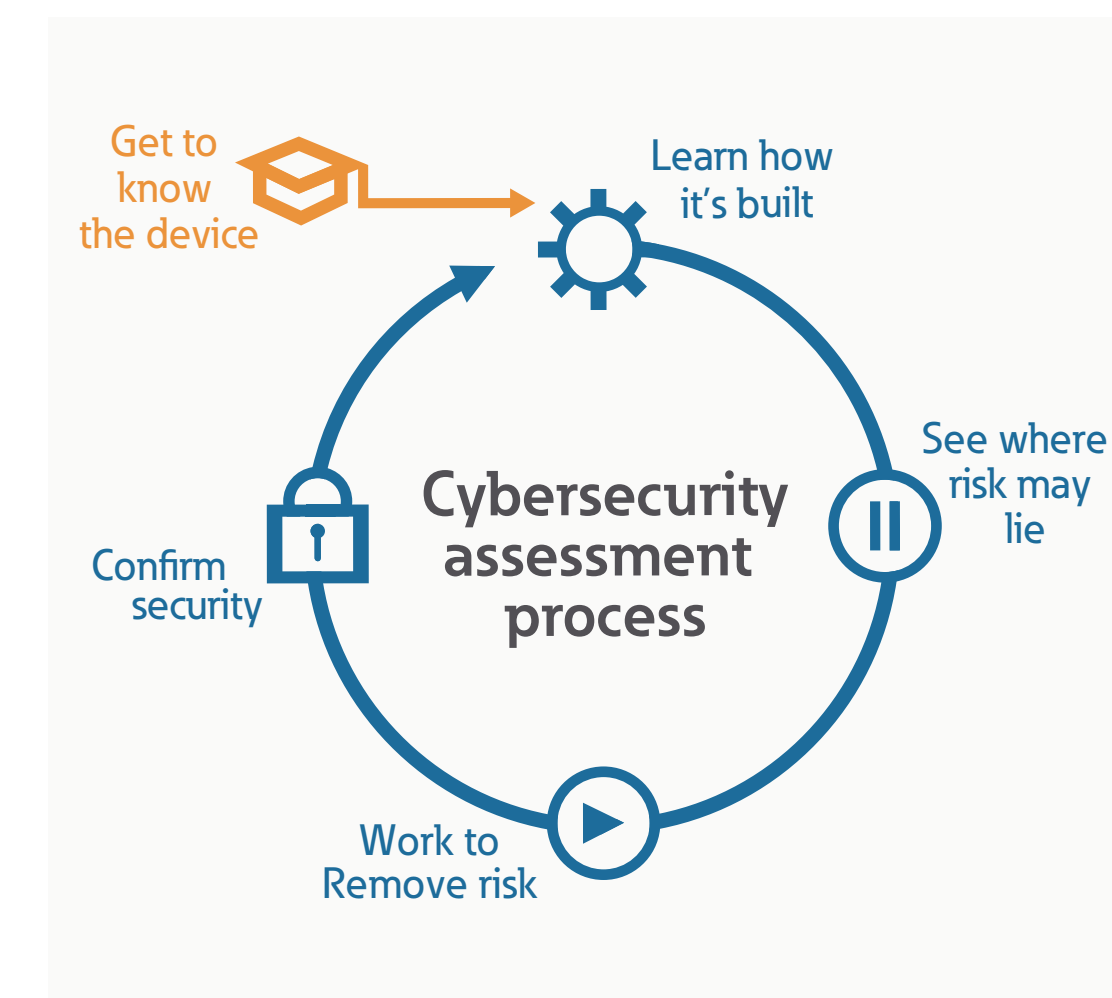 Get to
know
the device
Learn how
it's built
See where
risk may
lie
Cybersecurity
assessment
process
Confirm
security
Work to
Remove risk